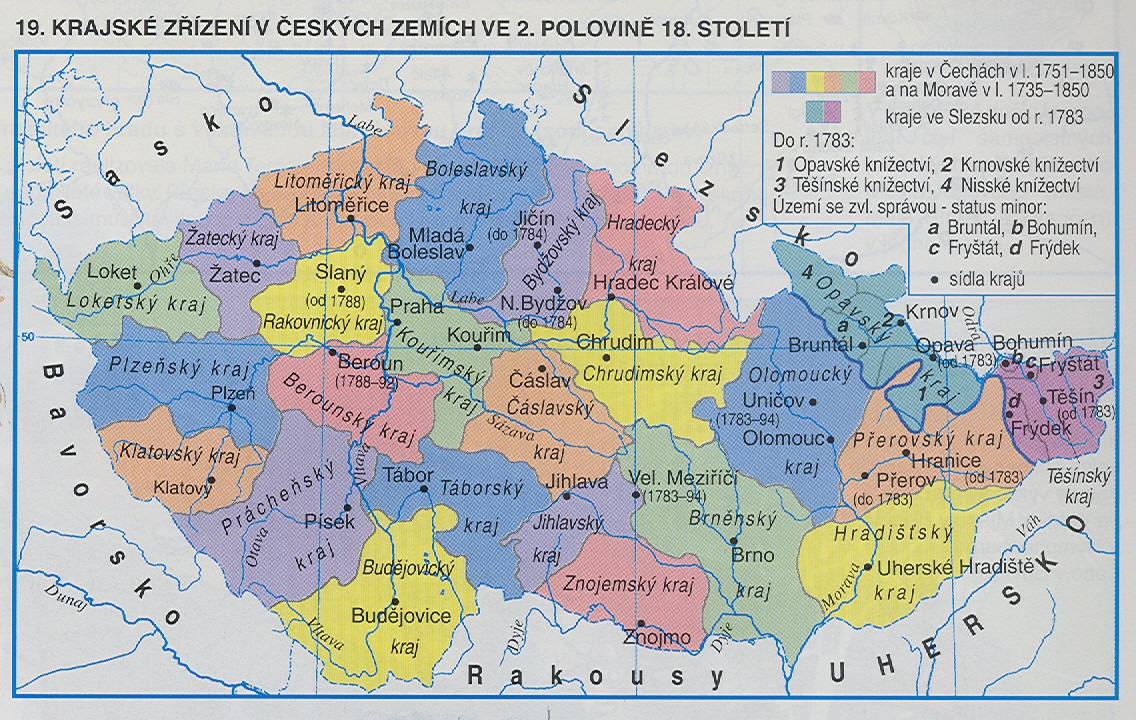 19. KRAJSKÉ ZŘÍZENÍ V ČESKÝCH ZEMÍCH VE 2. POLOVINĚ 18. STOLETÍ
kraje v Čechách v l. 1751–1850
a na Moravě v l. 1735–1850
kraje ve Slezsku od r. 1783
Do r. 1783:
1 Opavské knížectví, 2 Krnovské knížectví
3 Těšínské knížectví, 4 Nisské knížectví
Území se zvl. správou - status minor:
a Bruntál, b Bohumín,
c Fryštát, d Frýdek
sídla krajů
Sasko
Slezsko
Labe
Litoměřický kraj
Litoměřice
Boleslavský
kraj
Mladá
Boleslav
Jičín
(do 1784)
Bydžovský kraj
N.Bydžov
(do 1784)
Hradecký
kraj
Hradec Králové
Žatecký kraj
Žatec
Loket
Ohře
Loketský kraj
Slaný
(od 1788)
Rakovnický kraj
Praha
Labe
Kouřim
Kouřimský
kraj
Chrudim
Chrudimský kraj
50
Plzeňský kraj
Plzeň
Beroun
(1788–92)
Berounský kraj
Čáslav
Čáslavský
kraj
Sázava
Klatovský kraj
Klatovy
Prácheňský
kraj
Písek
Otava
Vltava
Tábor
Táborský
kraj
Budějovický
kraj
Budějovice
Vltava
Jihlava
Jihlavský
kraj
Vel. Meziříčí
(1783–94)
Brněnský
kraj
Brno
Znojemský kraj
Znojmo
Dyje
Dyje
Olomoucký
kraj
Uničov
(1783–94)
Olomouc
Bruntál
4
Opavský
kraj
a
2
1
Krnov
Opava
(od 1783)
Odra
Bohumín
b
c
Fryštát
3
Těšín
(od 1783)
d
Frýdek
Těšínský
kraj
Přerovský kraj
Hranice
(od 1783)
Přerov
(do 1783)
Hradišťský
kraj
Uherské Hradiště
Morava
Váh
Bavorsko
Dunaj
Rakousy
UHERSKO